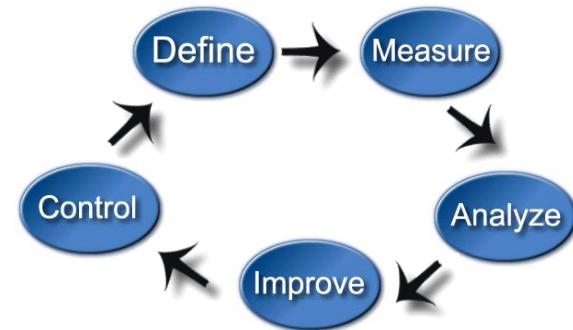 Define
Measure
Analyze
Improve
Control